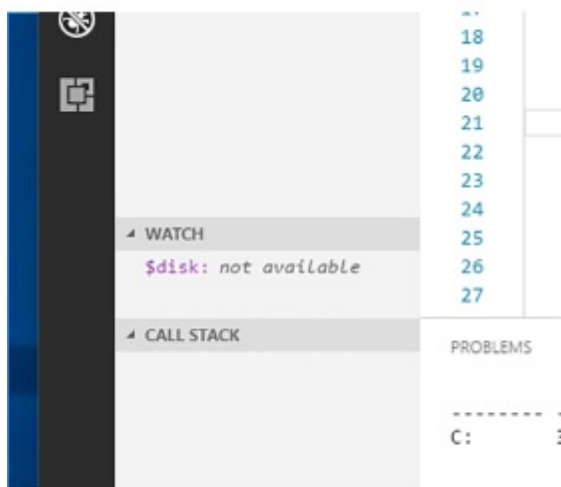 18
19
20
21
22
23
24
25
26
27
WATCH
$disk: not available
CALL STACK
PROBLEMS
--------
C: